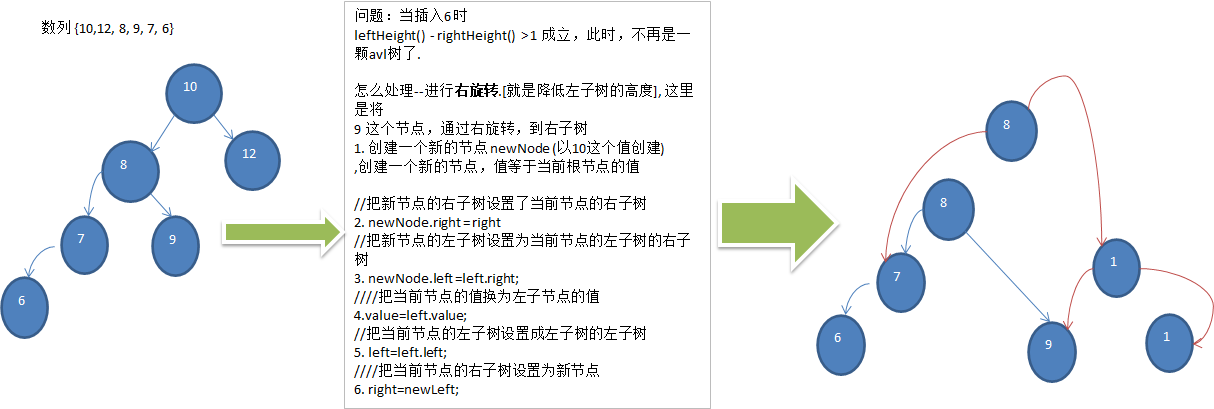 数列 {10,12, 8, 9, 7, 6}
10
12
8
7
9
6
问题：当插入6时
leftHeight() - rightHeight() >1 成立，此时，不再是一
颗avl树了.
怎么处理--进行右旋转.[就是降低左子树的高度], 这里
是将
9 这个节点，通过右旋转，到右子树
1. 创建一个新的节点 newNode (以10这个值创建)
,创建一个新的节点，值等于当前根节点的值
//把新节点的右子树设置了当前节点的右子树
2. newNode.right = right
//把新节点的左子树设置为当前节点的左子树的右子
树
3. newNode.left =left.right;
////把当前节点的值换为左子节点的值
4.value=left.value;
//把当前节点的左子树设置成左子树的左子树
5. left=left.left;
////把当前节点的右子树设置为新节点
6. right=newLeft;
8
8
7
1
6
9
1